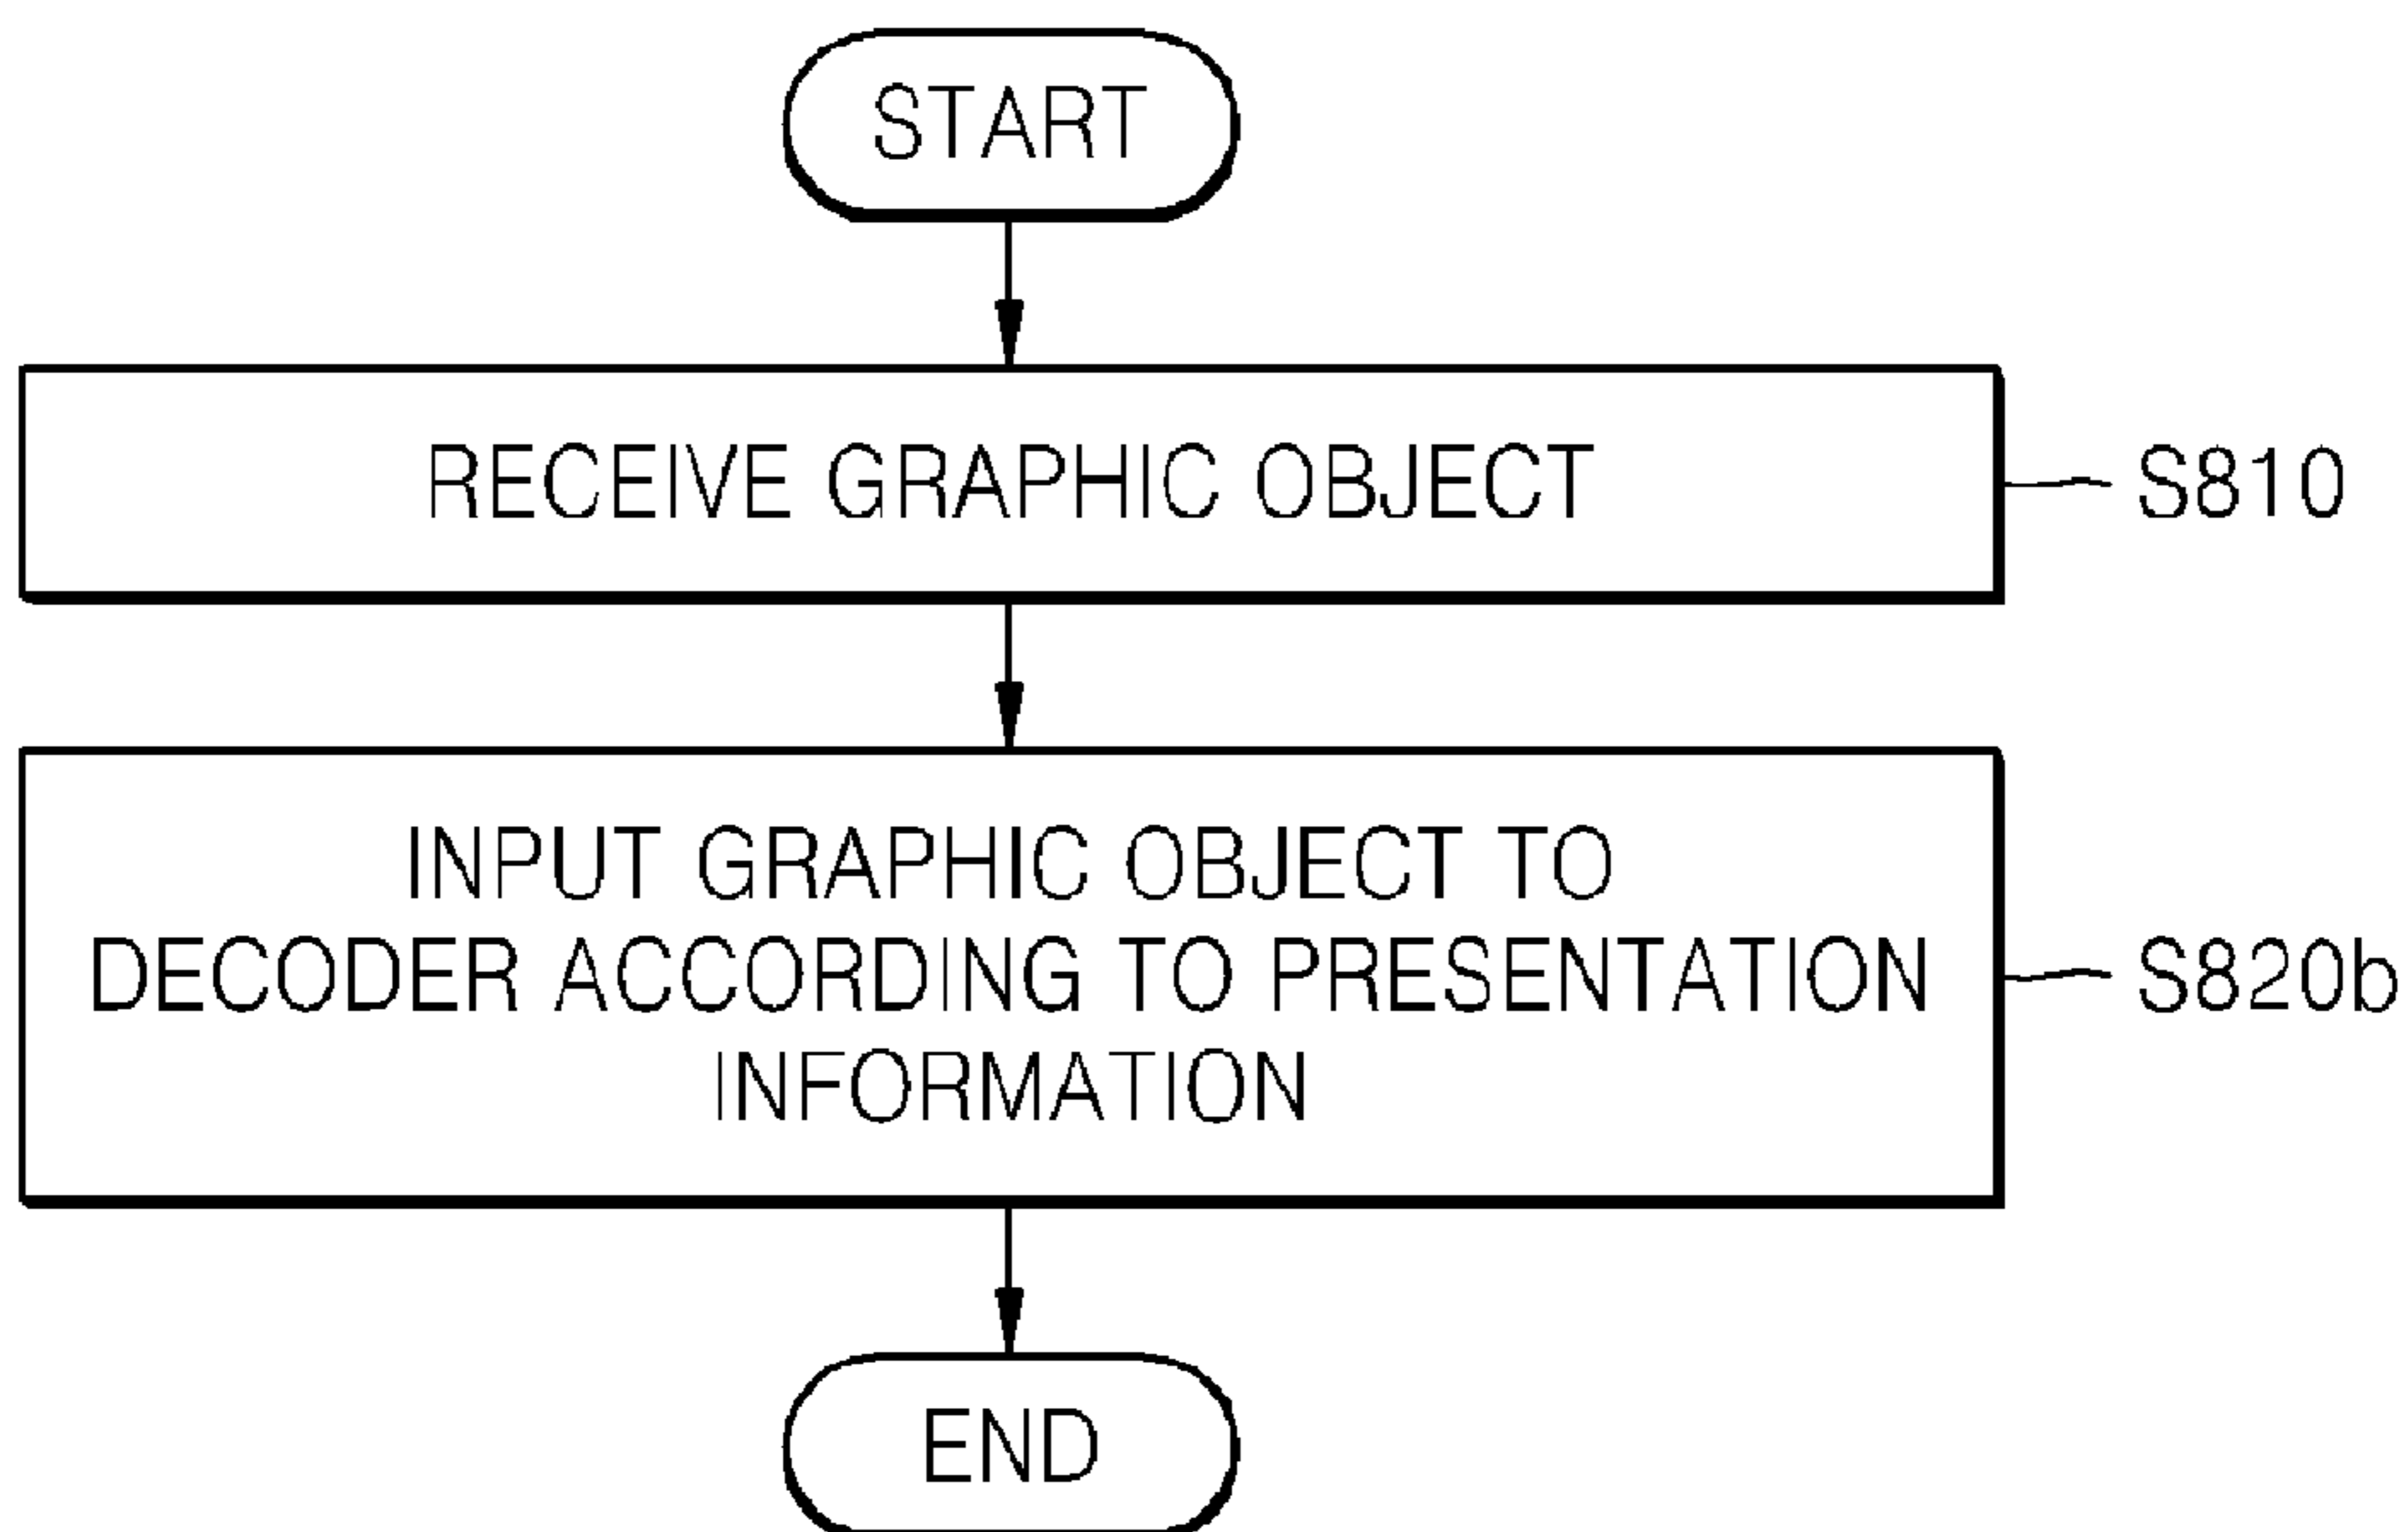 START
RECEIVE GRAPHIC OBJECT
S810
INPUT GRAPHIC OBJECT TO
DECODER ACCORDING TO PRESENTATION
INFORMATION
S820b
END